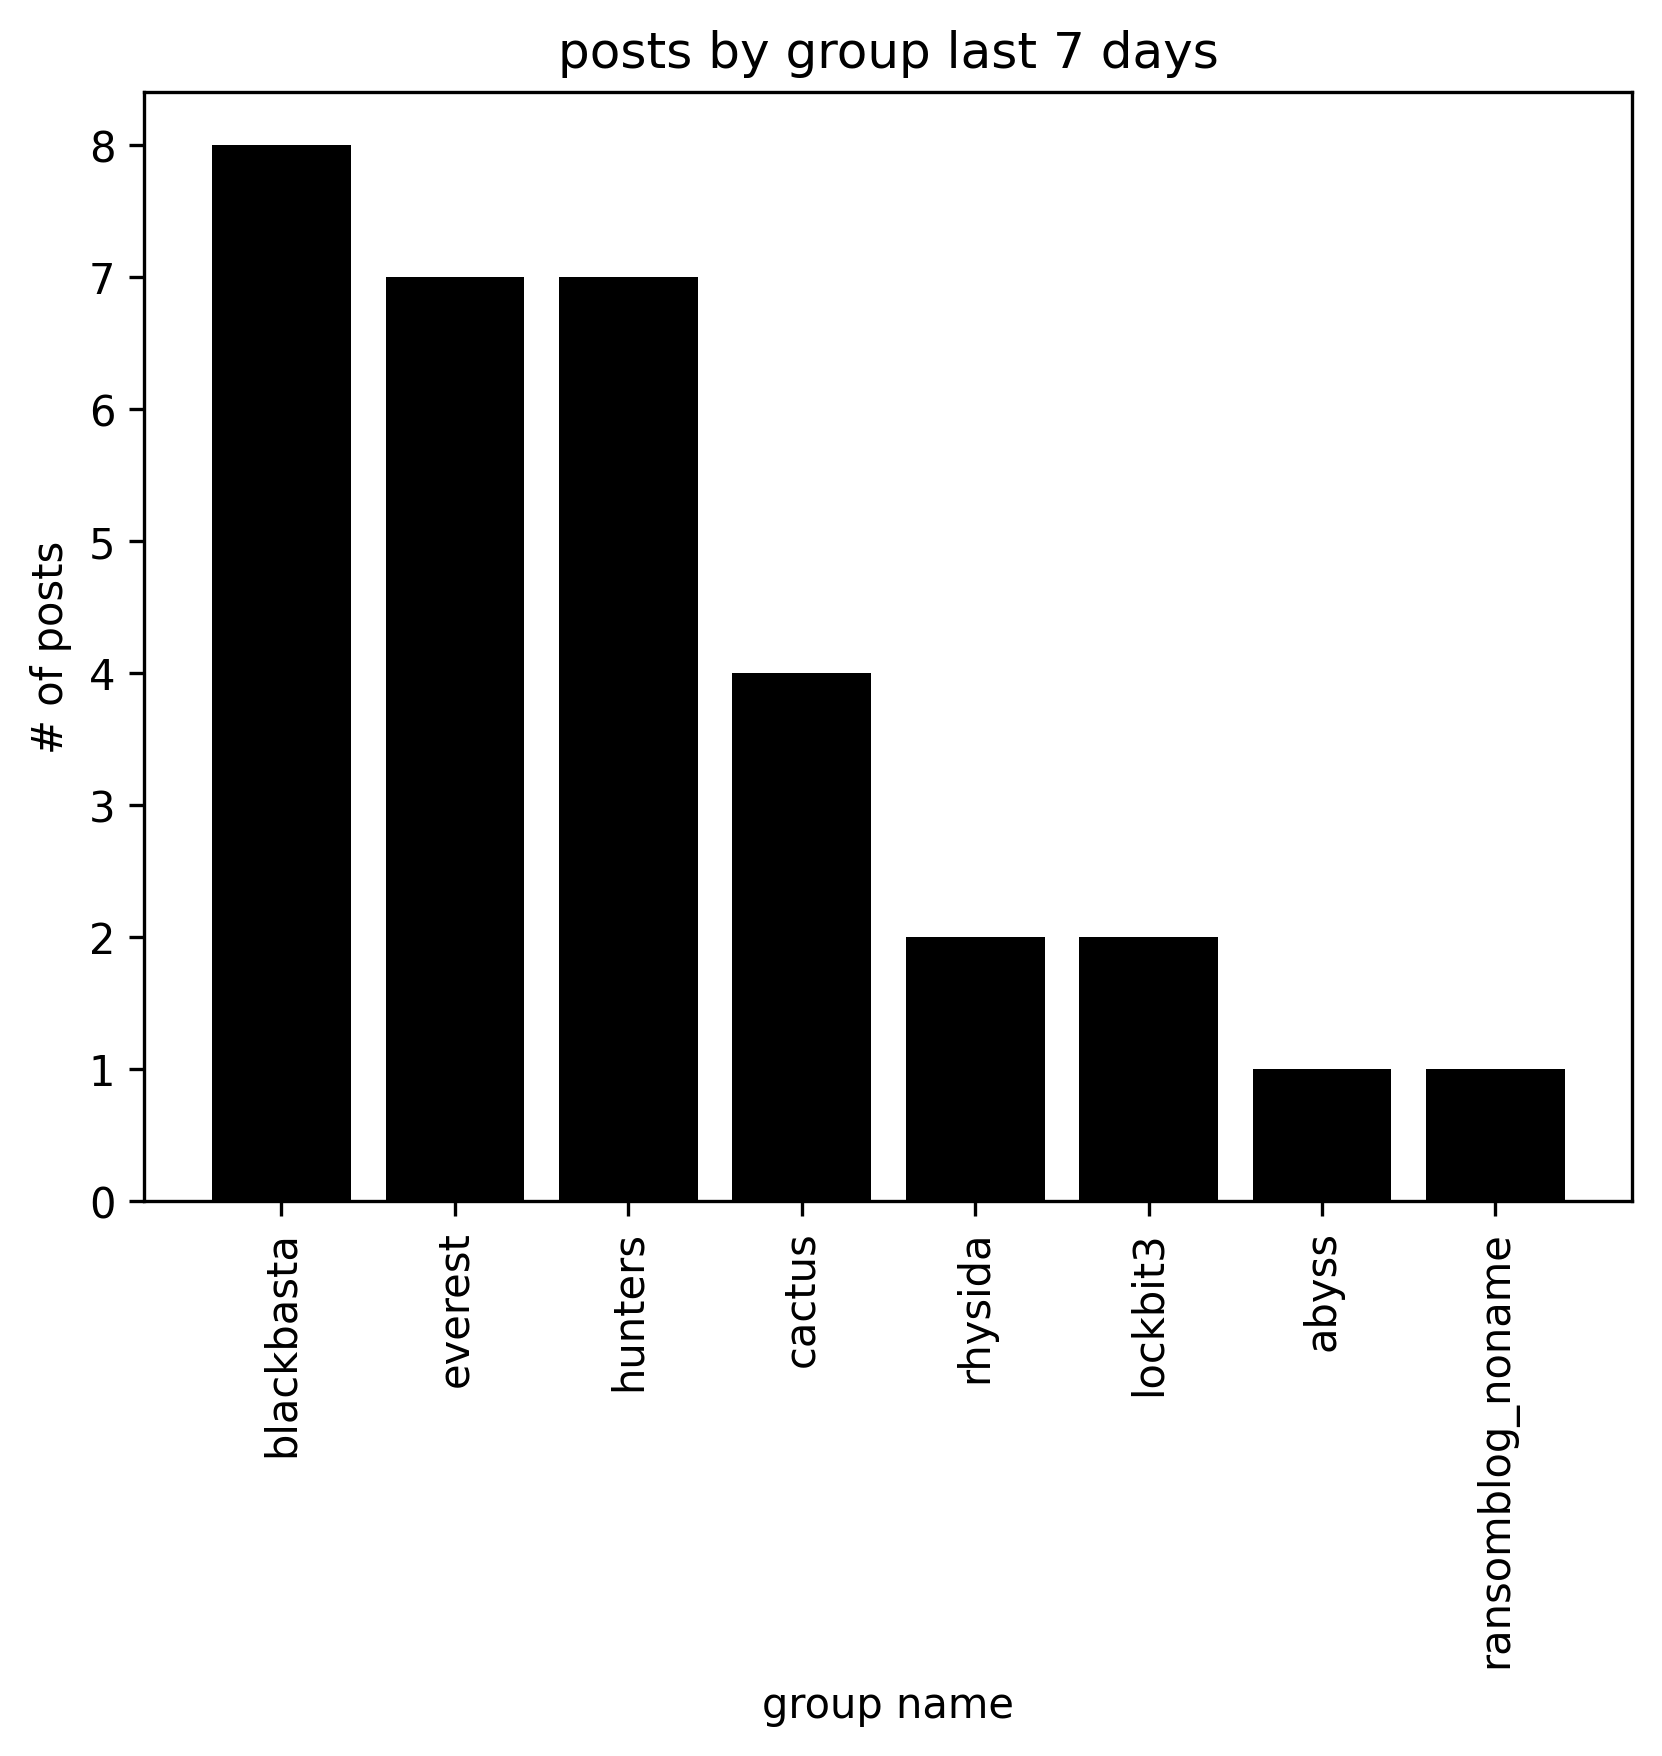 posts by group last 7 days
# of posts
8
7
6
5
4
3
2
1
0
blackbasta
everest
hunters
cactus
rhysida
lockbit3
abyss
ransomblog_noname
group name